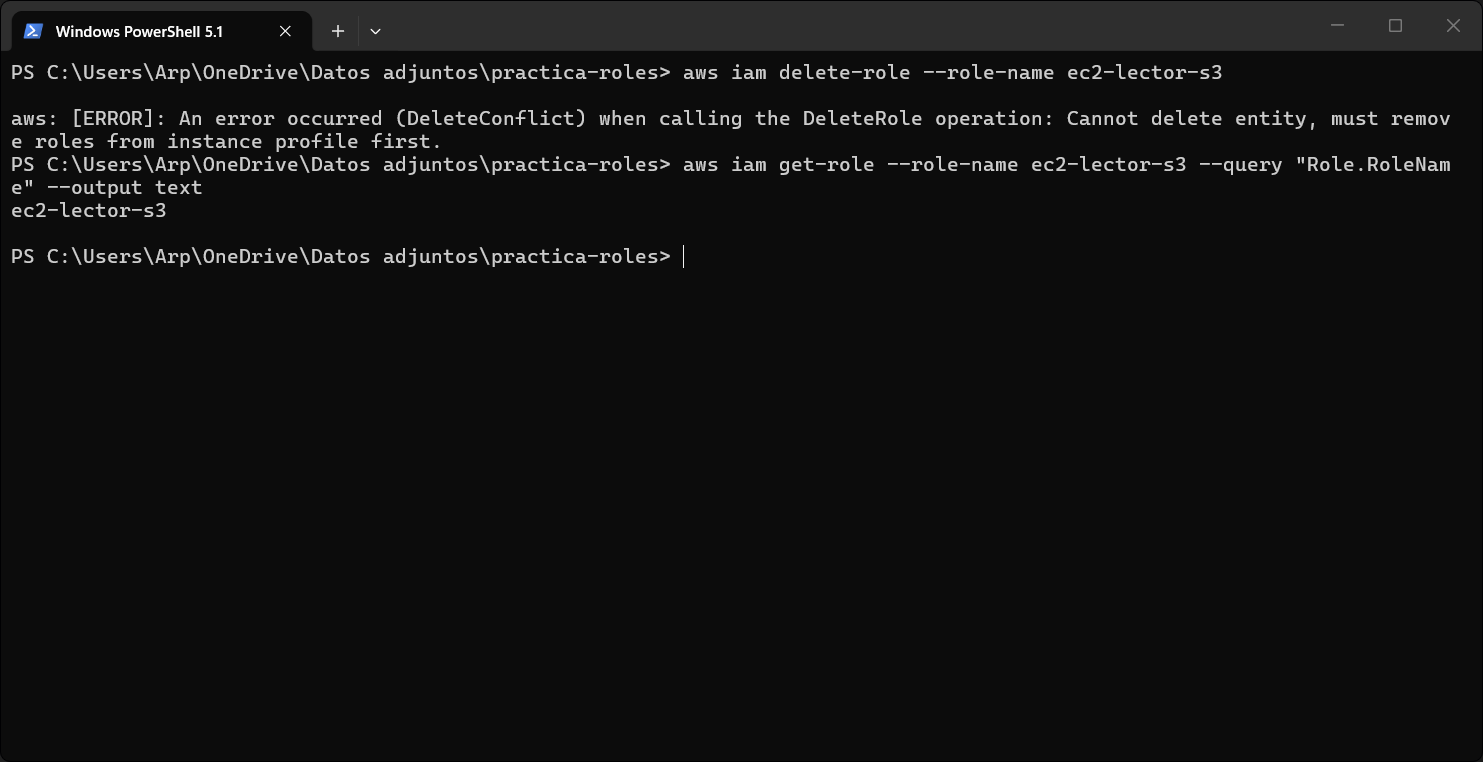 Windows PowerShell 5.1
PS C:\Users\Arp\OneDrive\Datos adjuntos\practica-roles> aws iam delete-role --role-name ec2-lector-s3
aws: [ERROR]: An error occurred (DeleteConflict) when calling the DeleteRole operation: Cannot delete entity, must remov
e roles from instance profile first.
PS C:\Users\Arp\OneDrive\Datos adjuntos\practica-roles> aws iam get-role --role-name ec2-lector-s3 --query "Role.RoleNam
e" --output text
ec2-lector-s3
PS C:\Users\Arp\OneDrive\Datos adjuntos\practica-roles>